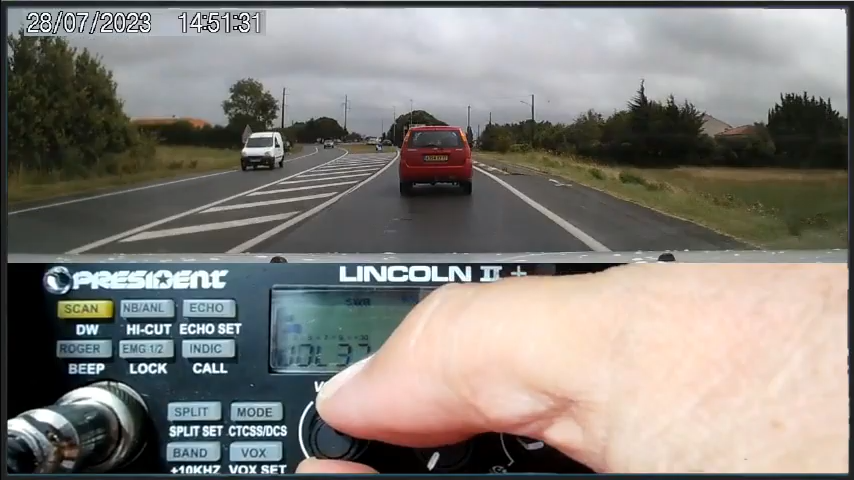 28/07/2023 14:51:31
PRESIDENT LINCOLN II +
SCAN NB/ANL ECHO
DW HI-CUT ECHO SET
ROGER EMG 1/2 INDIC
BEEP LOCK CALL
SPLIT MODE
SPLIT SET CTCSS/DCS
BAND VOX
+10KHZ VOX SET